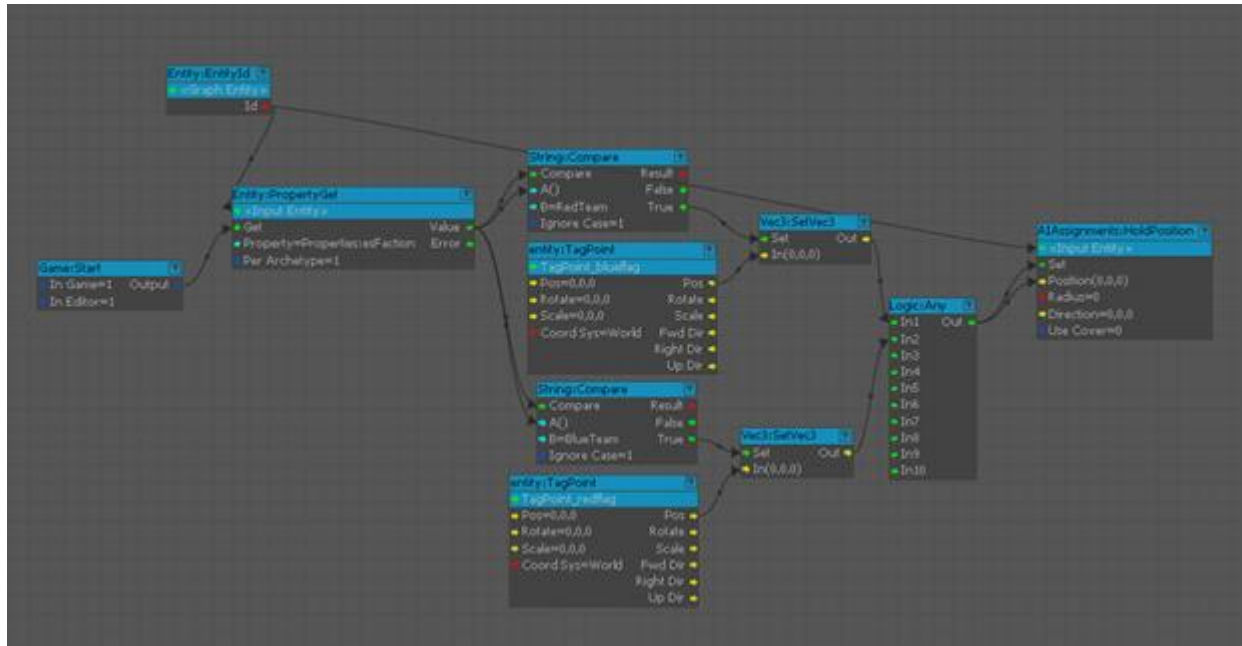 Entity:EntityId
<Graph Entity>
Id
Entity:PropertyGet
<Input Entity>
Get Value
Property=Properties:esFaction Error
Per Archetype=1
Game:Start
In Game=1 Output
In Editor=1
String:Compare
Compare Result
A() False
B=RedTeam True
Ignore Case=1
entity:TagPoint
TagPoint_blueflag
Pos=0,0,0 Pos
Rotate=0,0,0 Rotate
Scale=0,0,0 Scale
Coord Sys=World Fwd Dir
Right Dir
Up Dir
String:Compare
Compare Result
A() False
B=BlueTeam True
Ignore Case=1
entity:TagPoint
TagPoint_redflag
Pos=0,0,0 Pos
Rotate=0,0,0 Rotate
Scale=0,0,0 Scale
Coord Sys=World Fwd Dir
Right Dir
Up Dir
Vec3:SetVec3
Set Out
In(0,0,0)
Vec3:SetVec3
Set Out
In(0,0,0)
Logic:Any
In1 Out
In2
In3
In4
In5
In6
In7
In8
In9
In10
AIAssignments:HoldPosition
<Input Entity>
Set
Position(0,0,0)
Radius=0
Direction=0,0,0
Use Cover=0